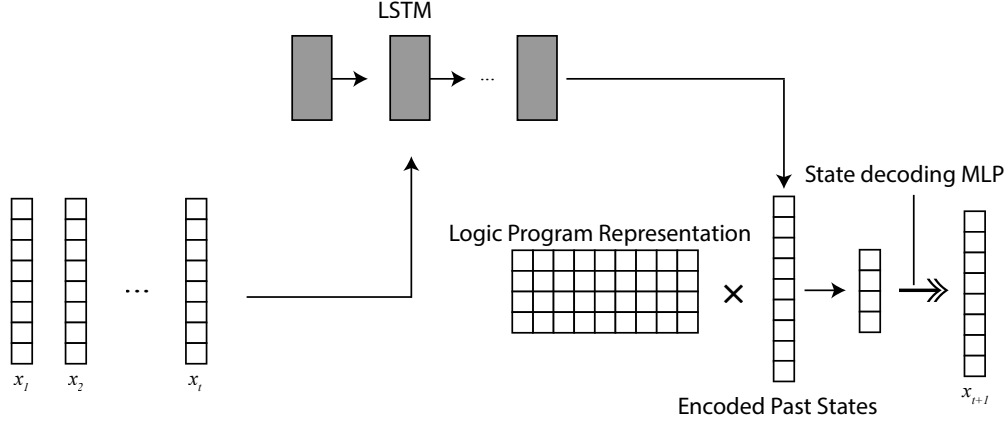 LSTM
...
State decoding MLP
Logic Program Representation
×
...
x1
x2
xt
xt+1
Encoded Past States